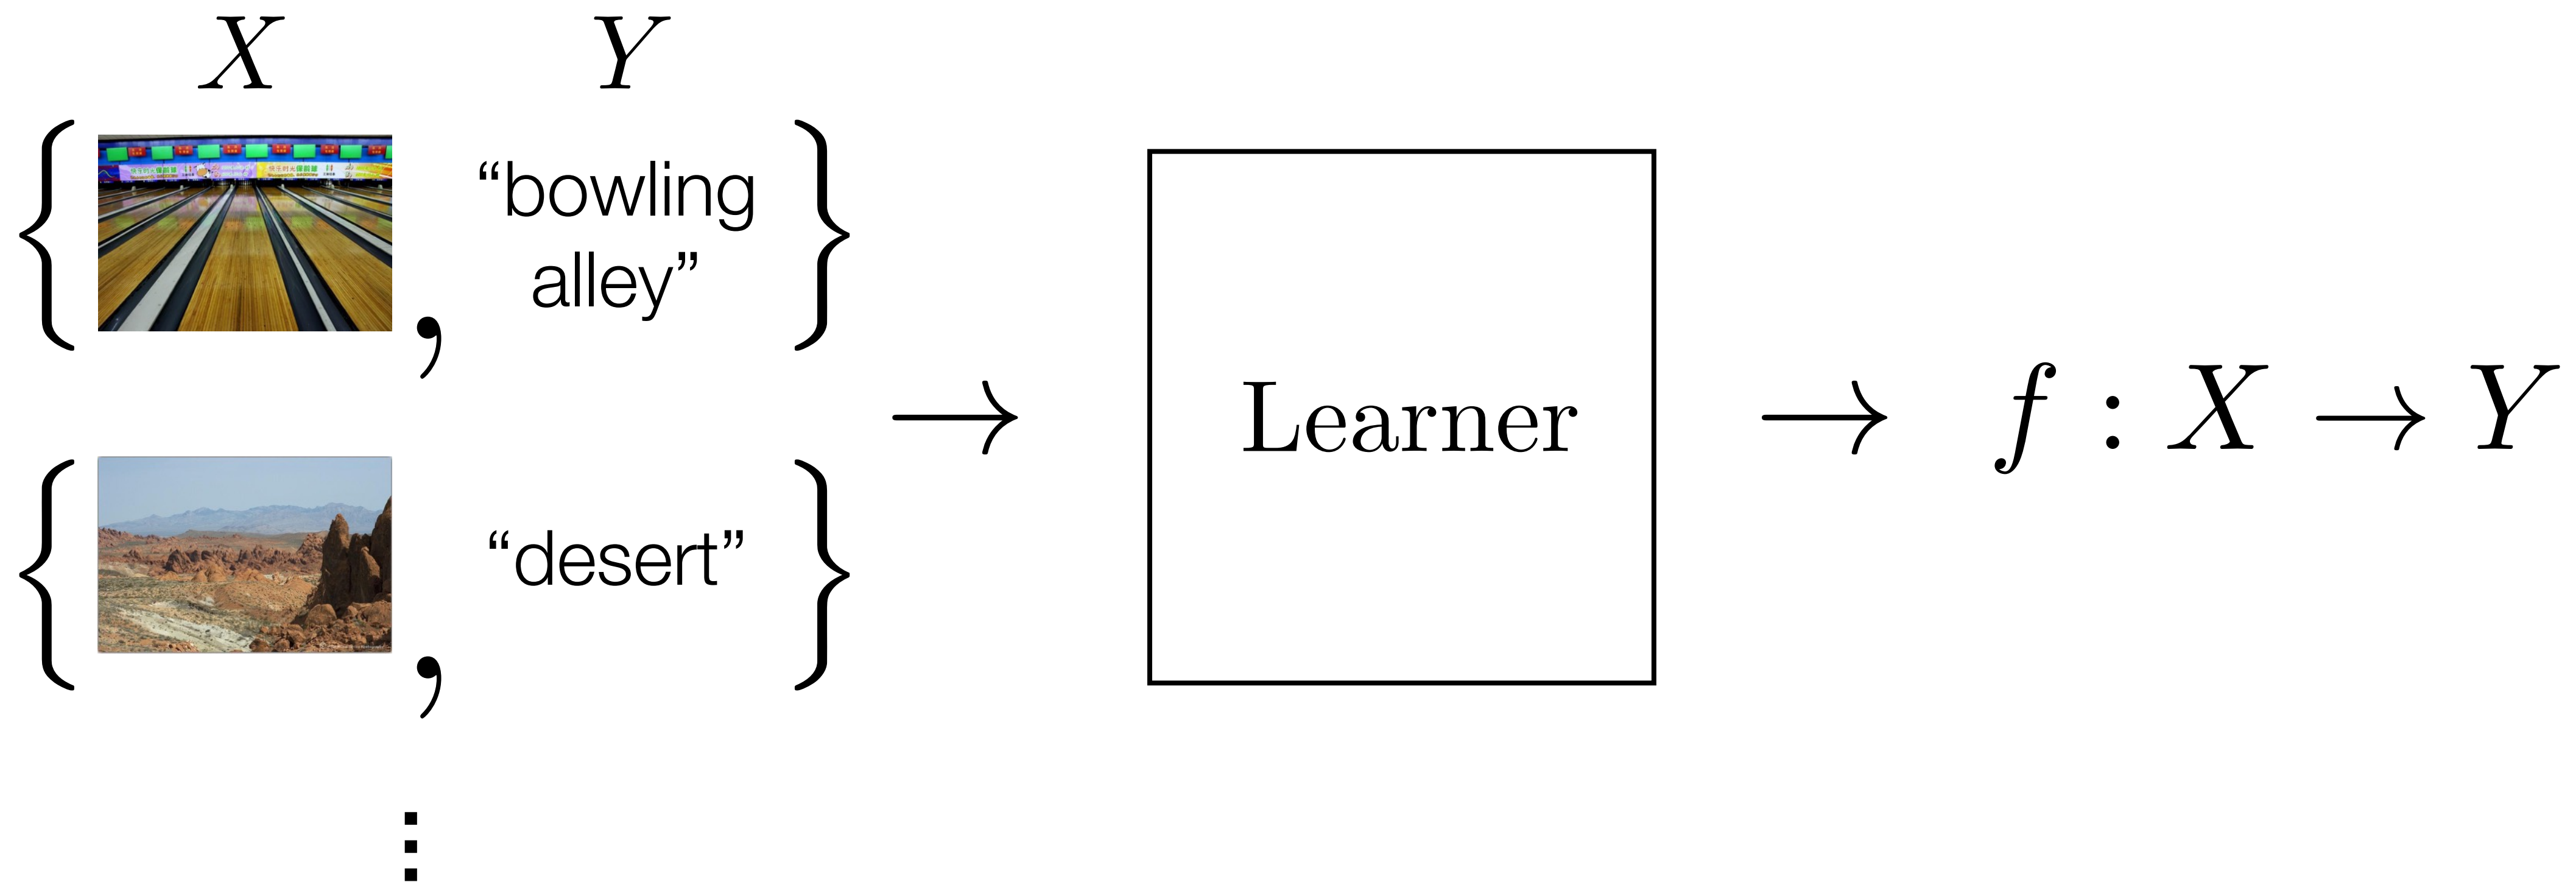 X Y
{ , “bowling
alley” }
→ Learner → f : X → Y
{ , “desert” }
⋮